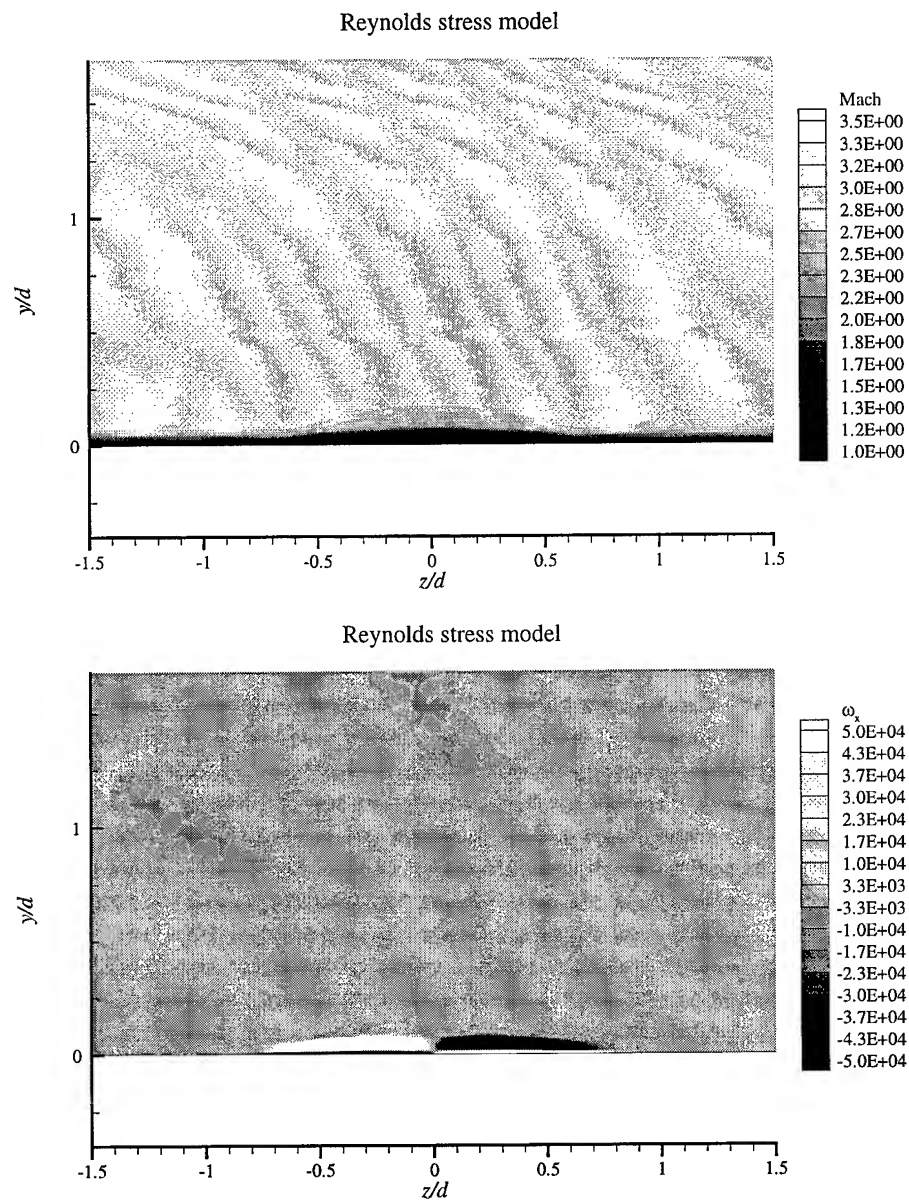 Reynolds stress model
Mach
3.5E+00
3.3E+00
3.2E+00
3.0E+00
2.8E+00
2.7E+00
2.5E+00
2.3E+00
2.2E+00
2.0E+00
1.8E+00
1.7E+00
1.5E+00
1.3E+00
1.2E+00
1.0E+00
y/d
1
0
-1.5
-1
-0.5
0
0.5
1
1.5
z/d
Reynolds stress model
ωx
5.0E+04
4.3E+04
3.7E+04
3.0E+04
2.3E+04
1.7E+04
1.0E+04
3.3E+03
-3.3E+03
-1.0E+04
-1.7E+04
-2.3E+04
-3.0E+04
-3.7E+04
-4.3E+04
-5.0E+04
y/d
1
0
-1.5
-1
-0.5
0
0.5
1
1.5
z/d